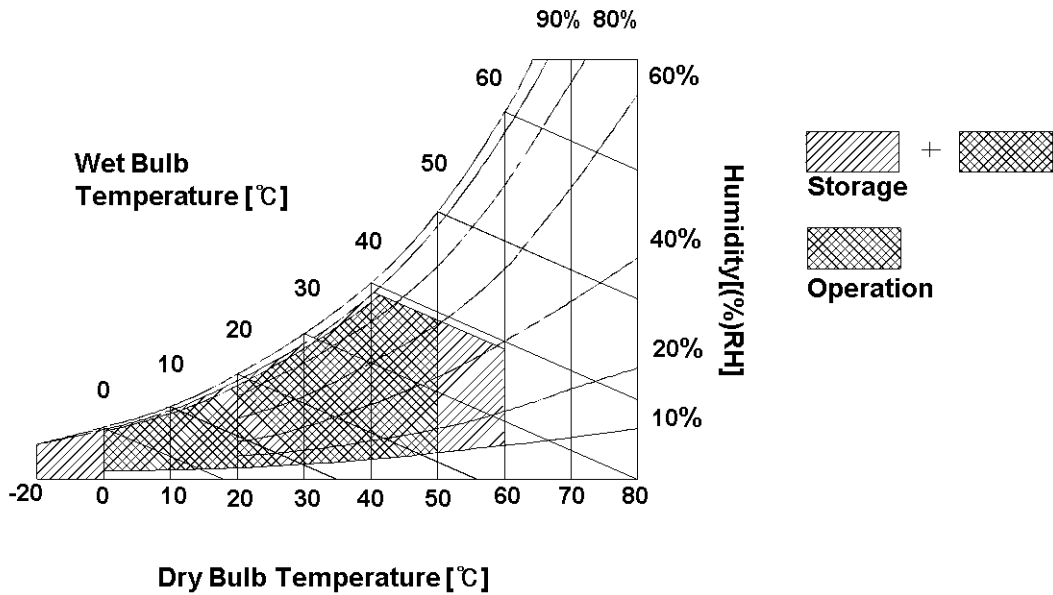 90% 80%
60
60%
50
Wet Bulb
Temperature [℃]
40
40%
30
20
20%
10
10%
0
Humidity[(%)RH]
+
Storage
Operation
-20 0 10 20 30 40 50 60 70 80
Dry Bulb Temperature [℃]